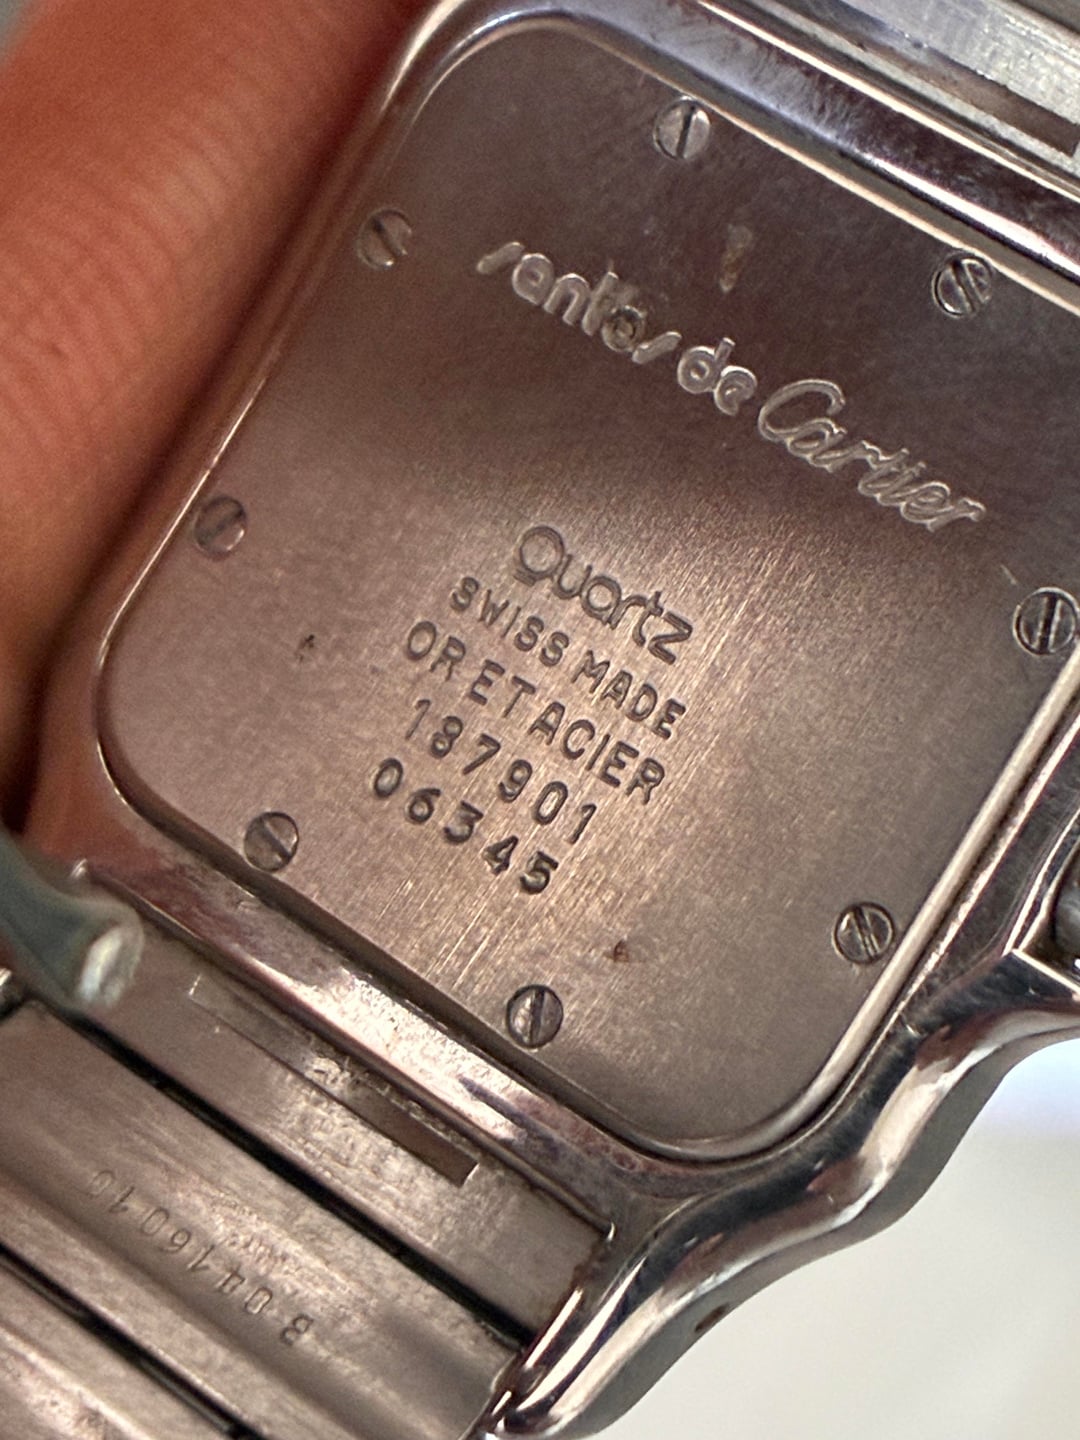 santos de Cartier
Quartz
SWISS MADE
OR ET ACIER
187901
06345